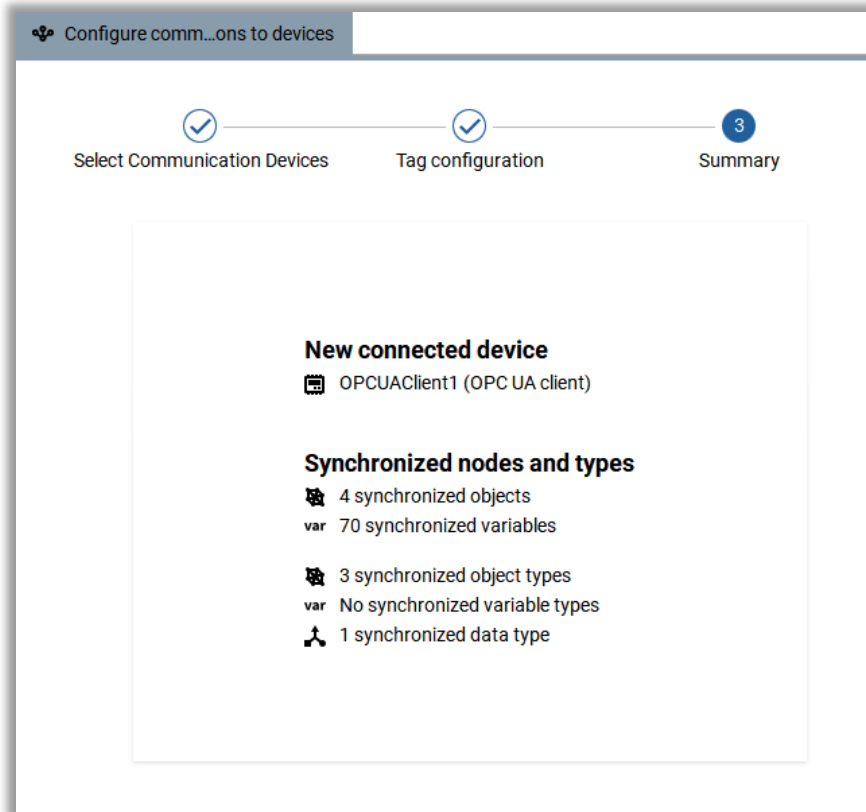 Configure comm...ons to devices
3
Select Communication Devices
Tag configuration
Summary
New connected device
OPCUAClient1 (OPC UA client)
Synchronized nodes and types
4 synchronized objects
var 70 synchronized variables
3 synchronized object types
var No synchronized variable types
1 synchronized data type